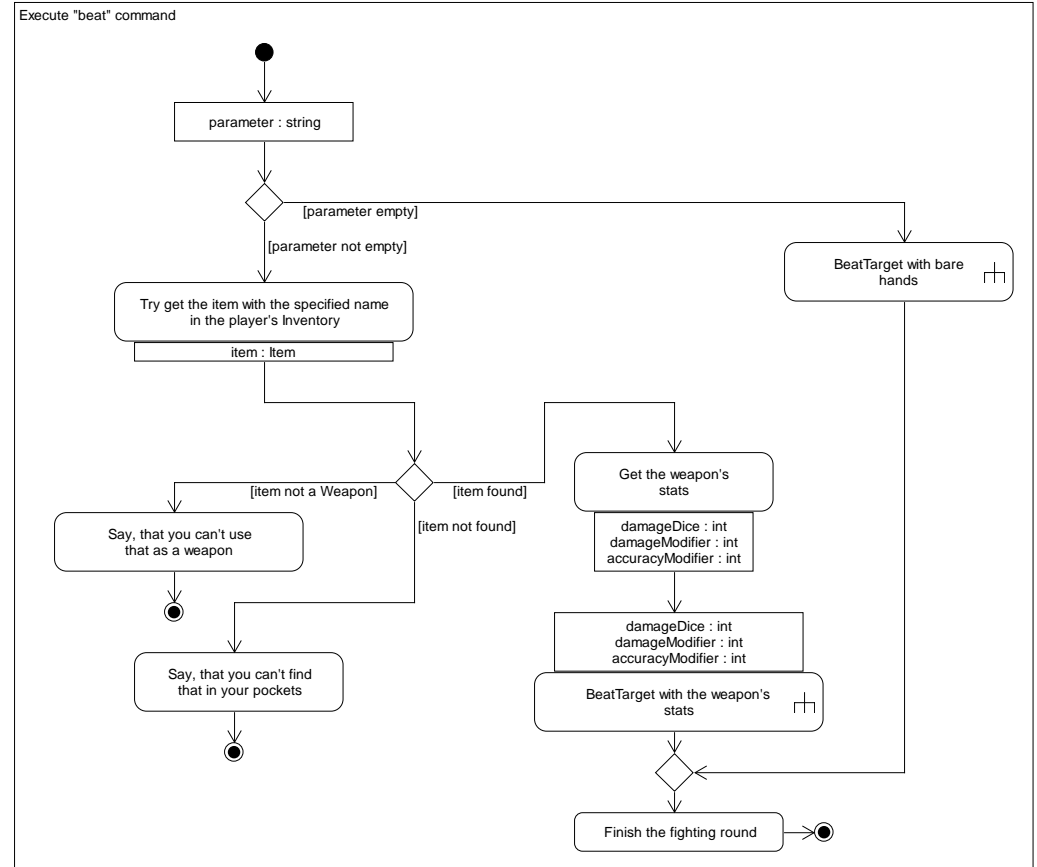 Execute "beat" command
parameter : string
[parameter empty]
[parameter not empty]
BeatTarget with bare
hands
Try get the item with the specified name
in the player's Inventory
item : Item
[item not a Weapon]
[item found]
[item not found]
Get the weapon's
stats
damageDice : int
damageModifier : int
accuracyModifier : int
Say, that you can't use
that as a weapon
damageDice : int
damageModifier : int
accuracyModifier : int
BeatTarget with the weapon's
stats
Say, that you can't find
that in your pockets
Finish the fighting round